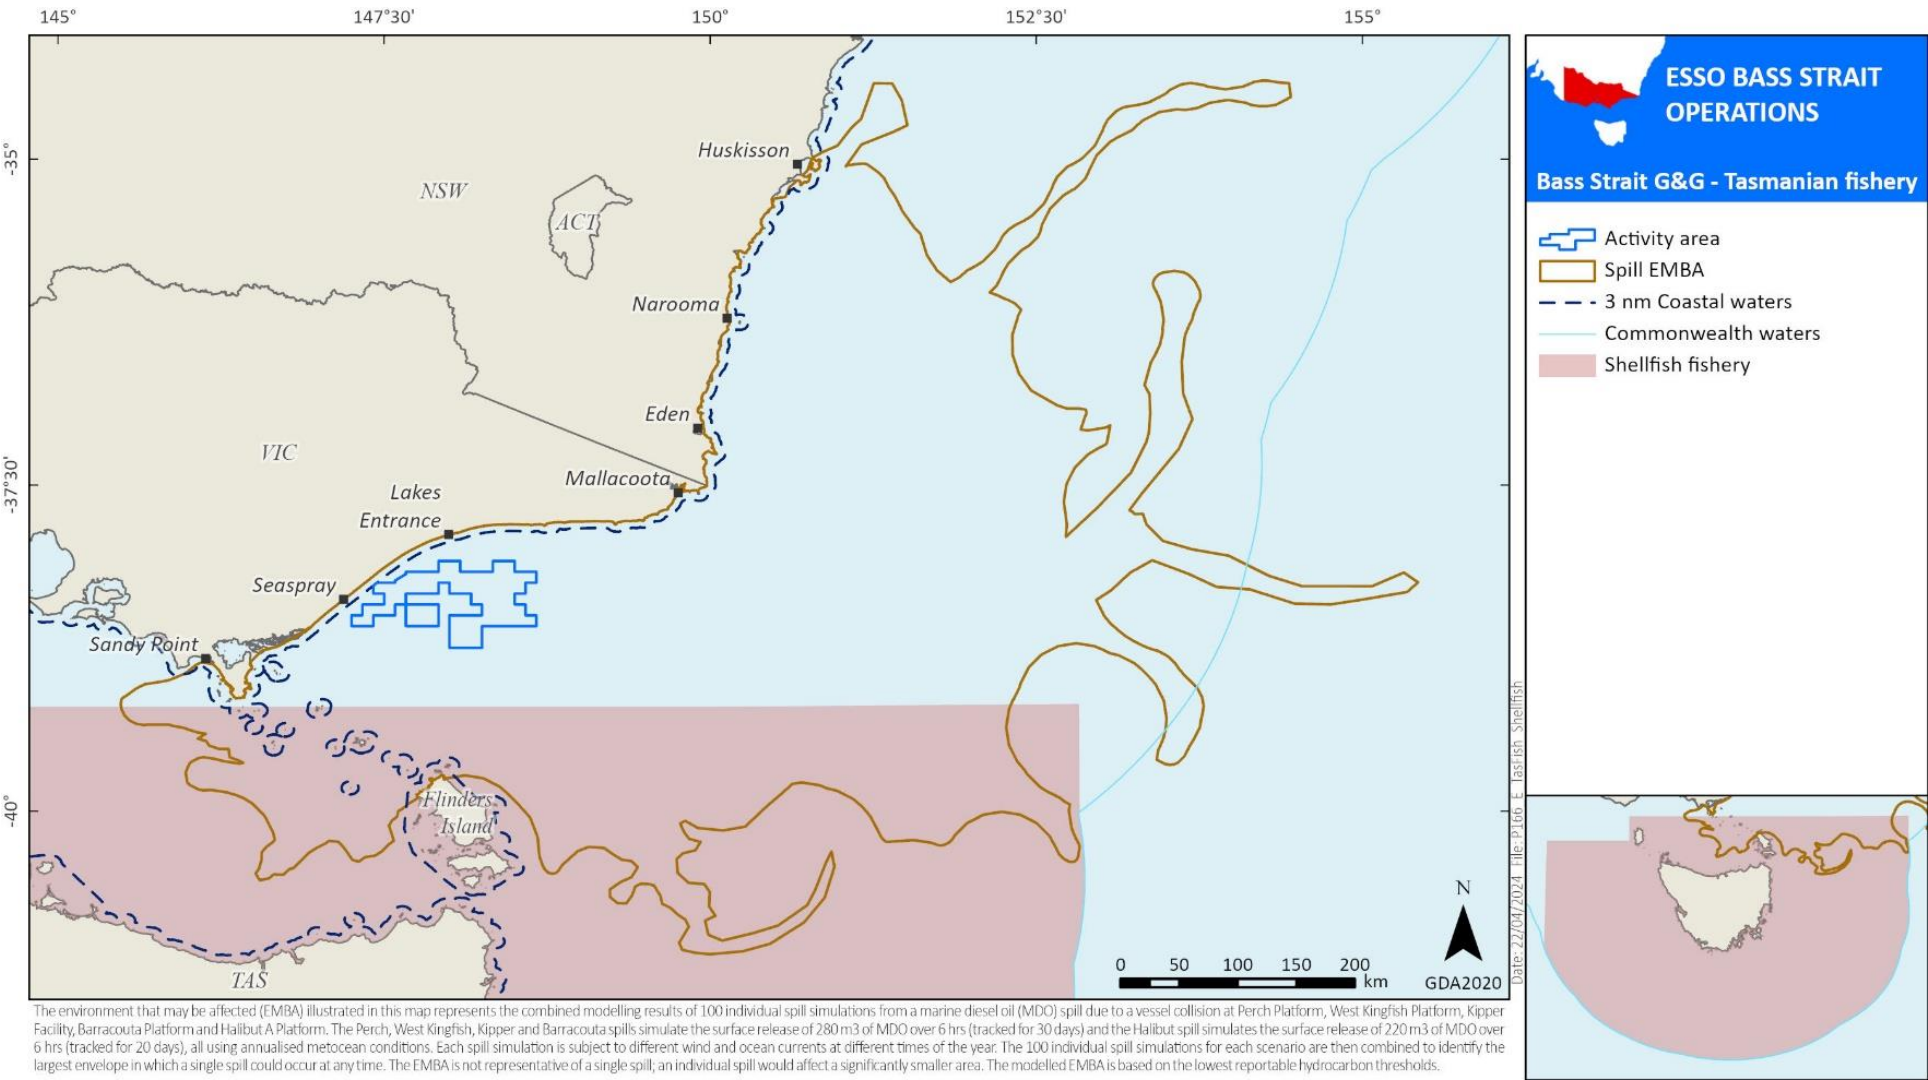 145°
147°30'
150°
152°30'
155°
-35°
-37°30'
-40°
Huskisson
NSW
ACT
Narooma
Eden
VIC
Mallacoota
Lakes
Entrance
Seaspray
Sandy Point
Flinders
Island
TAS
0 50 100 150 200
km
N
GDA2020
Date: 22/04/2024 File: P166 E TasFish Shellfish
ESSO BASS STRAIT
OPERATIONS
Bass Strait G&G - Tasmanian fishery
Activity area
Spill EMBA
3 nm Coastal waters
Commonwealth waters
Shellfish fishery
The environment that may be affected (EMBA) illustrated in this map represents the combined modelling results of 100 individual spill simulations from a marine diesel oil (MDO) spill due to a vessel collision at Perch Platform, West Kingfish Platform, Kipper
Facility, Barracouta Platform and Halibut A Platform. The Perch, West Kingfish, Kipper and Barracouta spills simulate the surface release of 280 m3 of MDO over 6 hrs (tracked for 30 days) and the Halibut spill simulates the surface release of 220 m3 of MDO over
6 hrs (tracked for 20 days), all using annualised metocean conditions. Each spill simulation is subject to different wind and ocean currents at different times of the year. The 100 individual spill simulations for each scenario are then combined to identify the
largest envelope in which a single spill could occur at any time. The EMBA is not representative of a single spill; an individual spill would affect a significantly smaller area. The modelled EMBA is based on the lowest reportable hydrocarbon thresholds.